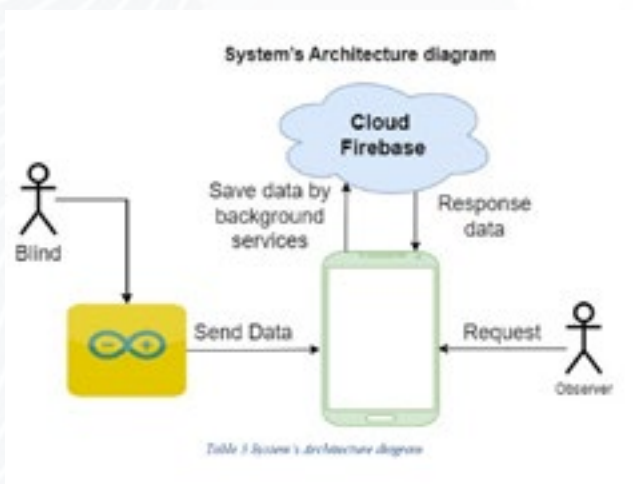 System's Architecture diagram
Cloud
Firebase
Save data by
background
services
Response
data
Blind
Send Data
Request
Observer
Table 3 System's Architecture diagram